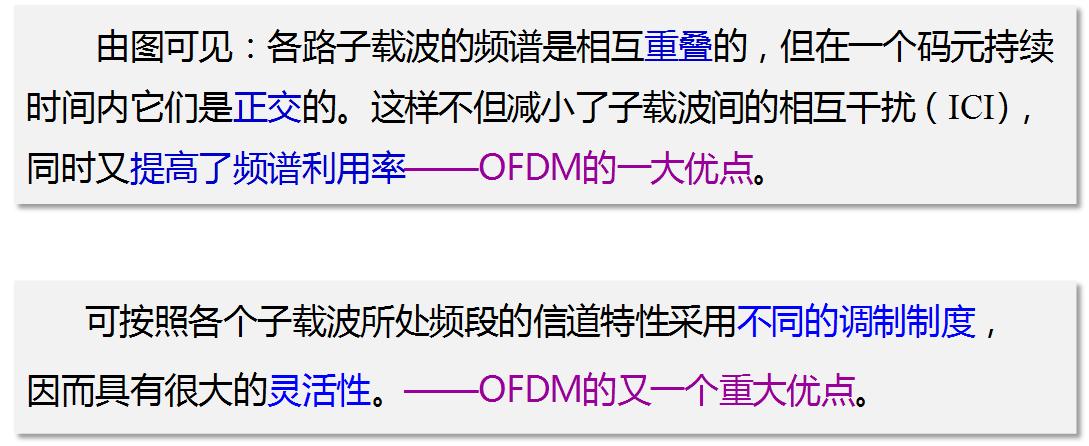 由图可见：各路子载波的频谱是相互重叠的，但在一个码元持续
时间内它们是正交的。这样不但减小了子载波间的相互干扰（ICI），
同时又提高了频谱利用率——OFDM的一大优点。
可按照各个子载波所处频段的信道特性采用不同的调制制度，
因而具有很大的灵活性。——OFDM的又一个重大优点。